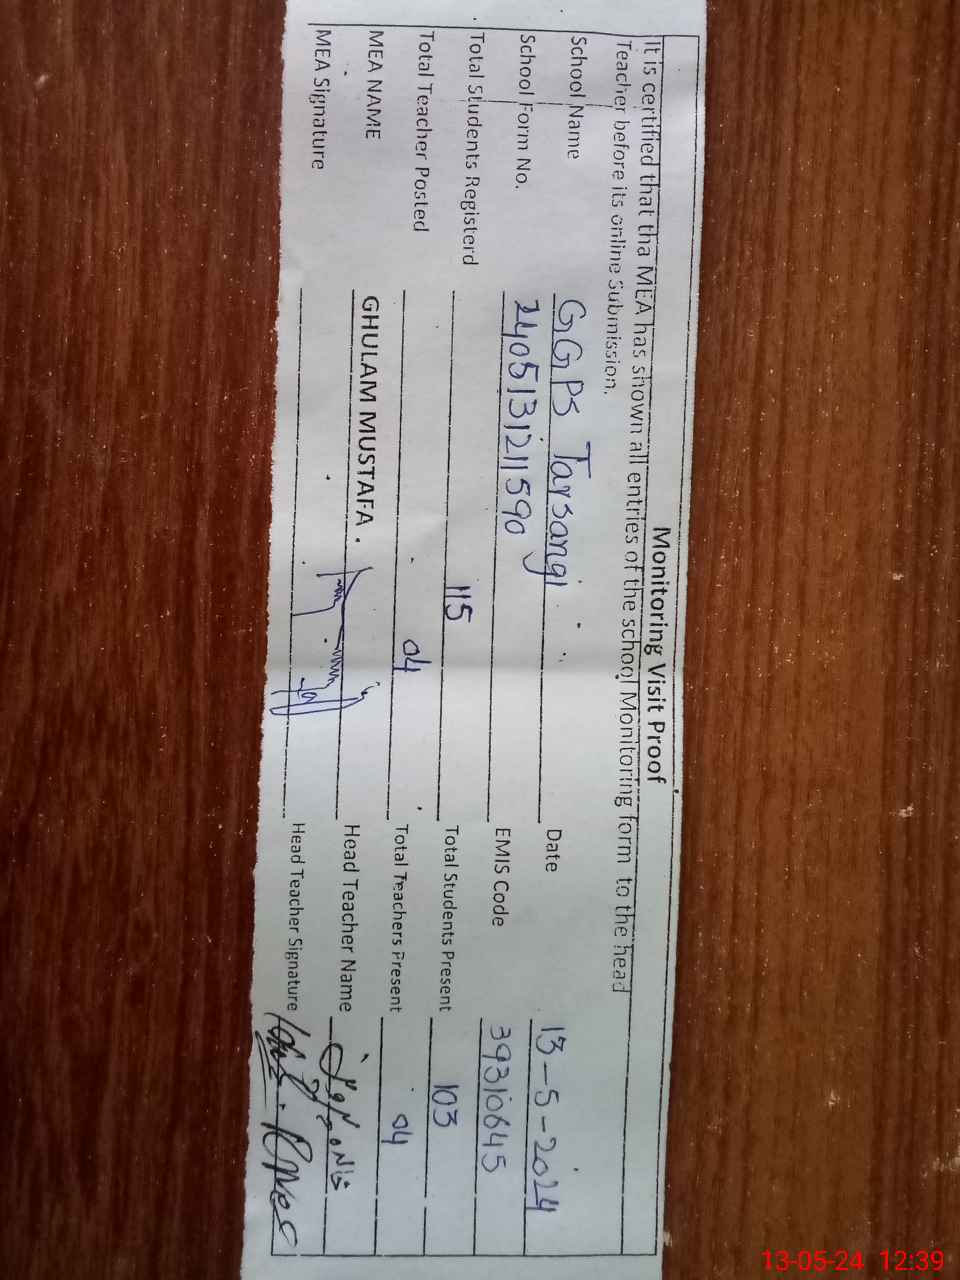 Monitoring Visit Proof
It is certified that tha MEA has shown all entries of the school Monitoring form to the head
Teacher before its online Submission.
School Name GGPS Tarsangi Date 13-5-2024
School Form No. 2405131211590 EMIS Code 39310645
Total Students Registerd 115 Total Students Present 103
Total Teacher Posted 04 Total Teachers Present 04
MEA NAME GHULAM MUSTAFA. Head Teacher Name
MEA Signature Head Teacher Signature
13-05-24 12:39